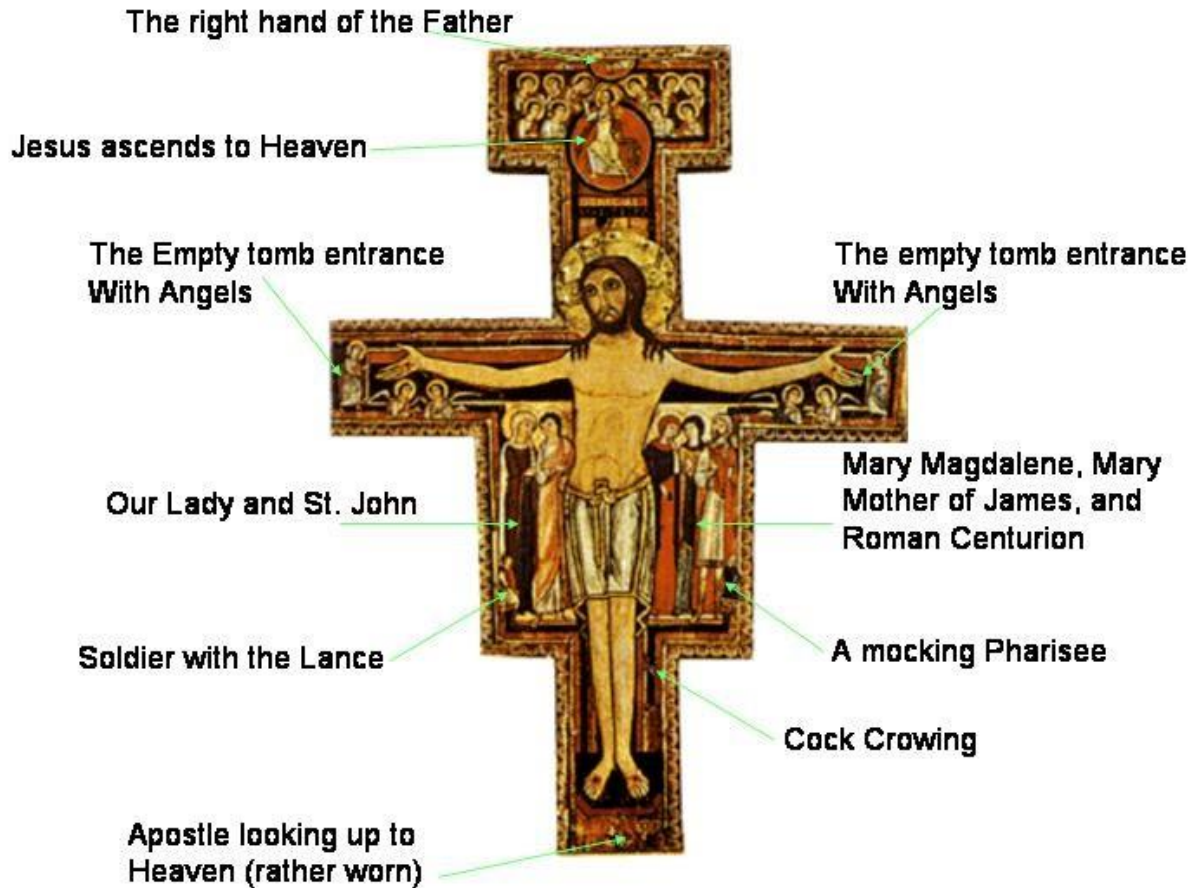 The right hand of the Father
Jesus ascends to Heaven
The Empty tomb entrance
With Angels
The empty tomb entrance
With Angels
Our Lady and St. John
Mary Magdalene, Mary
Mother of James, and
Roman Centurion
Soldier with the Lance
A mocking Pharisee
Cock Crowing
Apostle looking up to
Heaven (rather worn)